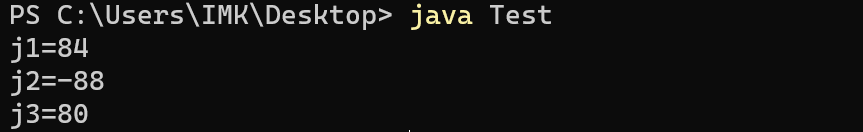 PS C:\Users\IMK\Desktop> java Test
j1=84
j2=-88
j3=80